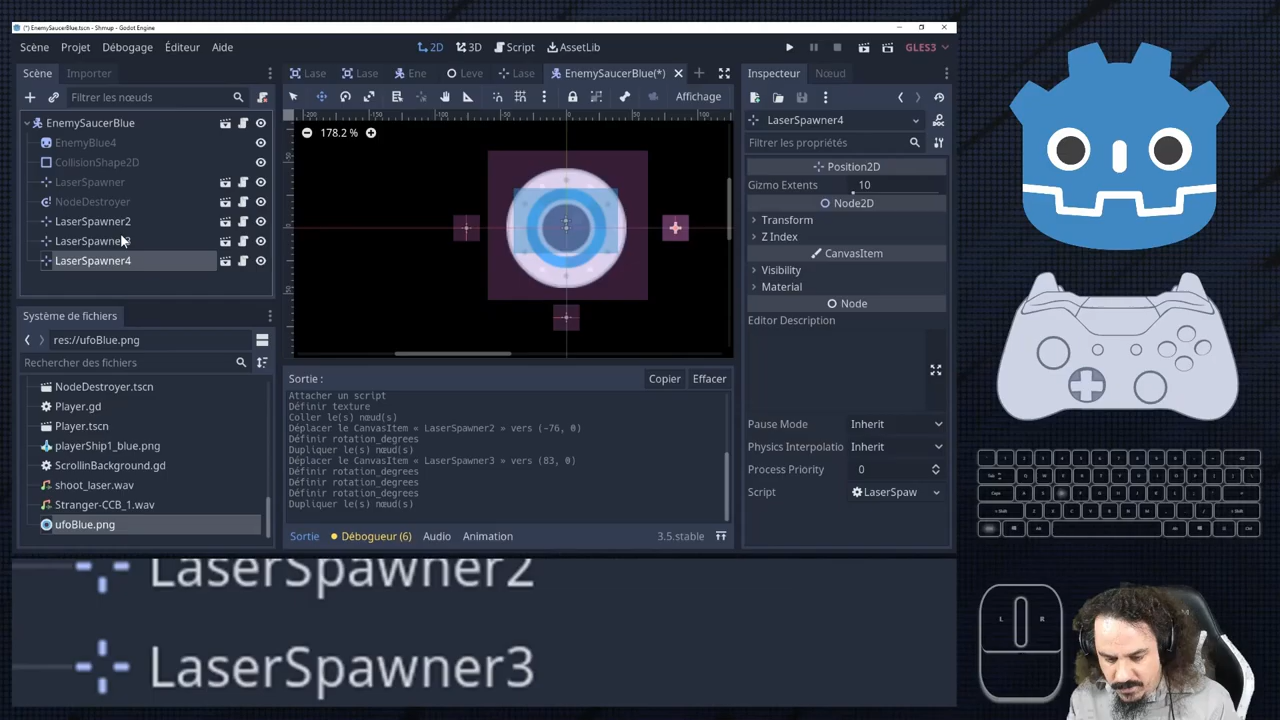 (*) EnemySaucerBlue.tscn - Shmup - Godot Engine
Scène Projet Débogage Éditeur Aide
2D 3D Script AssetLib
GLES3
Scène Importer
Lase Lase Ene Leve Lase EnemySaucerBlue(*)
Inspecteur Nœud
Filtrer les nœuds
Affichage
EnemySaucerBlue
EnemyBlue4
CollisionShape2D
LaserSpawner
NodeDestroyer
LaserSpawner2
LaserSpawner3
LaserSpawner4
178.2 %
LaserSpawner4
Filtrer les propriétés
Position2D
Gizmo Extents 10
Node2D
Transform
Z Index
CanvasItem
Visibility
Material
Node
Editor Description
Pause Mode Inherit
Physics Interpolatio Inherit
Process Priority 0
Script LaserSpaw
Système de fichiers
res://ufoBlue.png
Rechercher des fichiers
NodeDestroyer.tscn
Player.gd
Player.tscn
playerShip1_blue.png
ScrollinBackground.gd
shoot_laser.wav
Stranger-CCB_1.wav
ufoBlue.png
Sortie :
Copier Effacer
Attacher un script
Définir texture
Coller le(s) nœud(s)
Déplacer le CanvasItem « LaserSpawner2 » vers (-76, 0)
Définir rotation_degrees
Dupliquer le(s) nœud(s)
Déplacer le CanvasItem « LaserSpawner3 » vers (83, 0)
Définir rotation_degrees
Définir rotation_degrees
Définir rotation_degrees
Dupliquer le(s) nœud(s)
Sortie Débogueur (6) Audio Animation 3.5.stable
LaserSpawner2
LaserSpawner3
L R